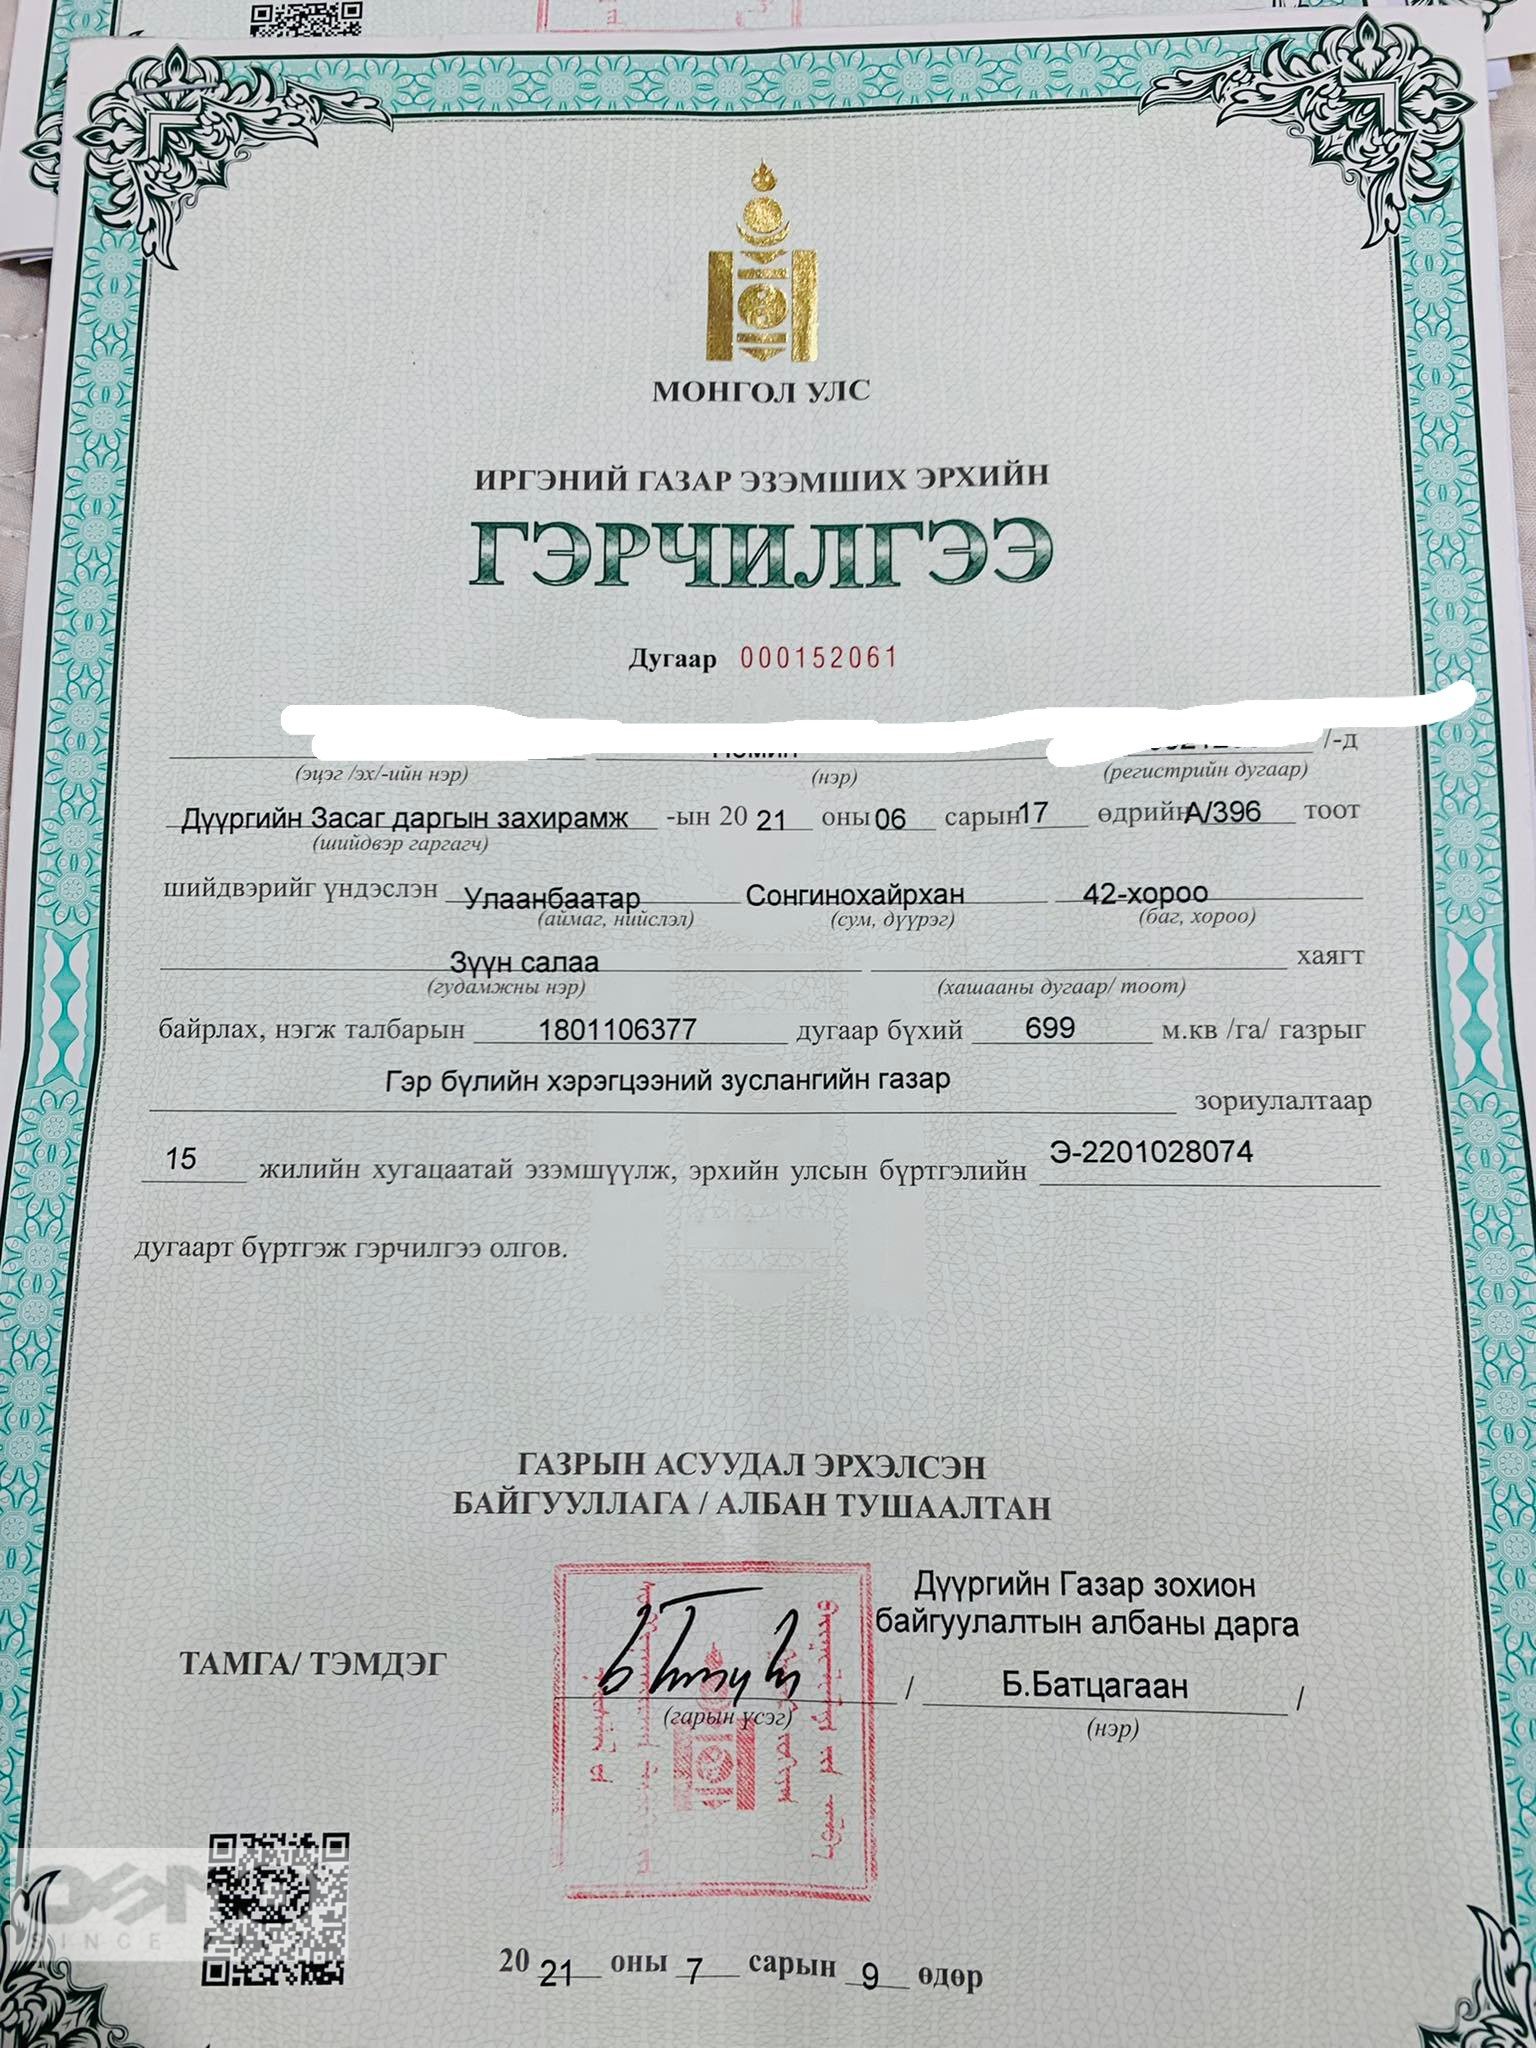 МОНГОЛ УЛС
ИРГЭНИЙ ГАЗАР ЭЗЭМШИХ ЭРХИЙН
ГЭРЧИЛГЭЭ
Дугаар 000152061
/-д
(эцэг /эх/-ийн нэр) (нэр) (регистрийн дугаар)
Дүүргийн Засаг даргын захирамж -ын 20 21 оны 06 сарын 17 өдрийн А/396 тоот
(шийдвэр гаргагч)
шийдвэрийг үндэслэн Улаанбаатар Сонгинохайрхан 42-хороо
(аймаг, нийслэл) (сум, дүүрэг) (баг, хороо)
Зүүн салаа хаягт
(гудамжны нэр) (хашааны дугаар/ тоот)
байрлах, нэгж талбарын 1801106377 дугаар бүхий 699 м.кв /га/ газрыг
Гэр бүлийн хэрэгцээний зуслангийн газар зориулалтаар
15 жилийн хугацаатай эзэмшүүлж, эрхийн улсын бүртгэлийн Э-2201028074
дугаарт бүртгэж гэрчилгээ олгов.
ГАЗРЫН АСУУДАЛ ЭРХЭЛСЭН
БАЙГУУЛЛАГА / АЛБАН ТУШААЛТАН
Дүүргийн Газар зохион
байгуулалтын албаны дарга
ТАМГА/ ТЭМДЭГ / Б.Батцагаан /
(гарын үсэг) (нэр)
SINCE
20 21 оны 7 сарын 9 өдөр